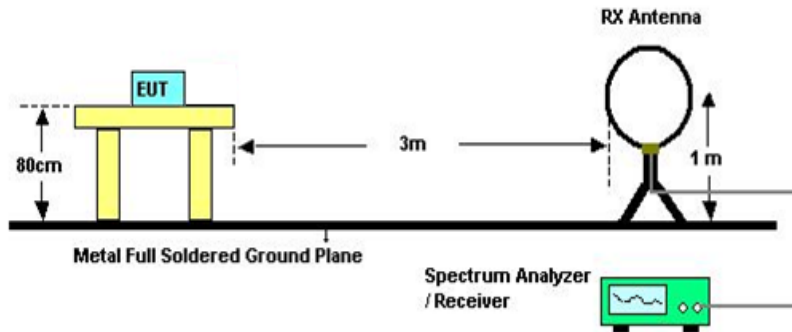 RX Antenna
EUT
80cm
3m
1 m
Metal Full Soldered Ground Plane
Spectrum Analyzer
/ Receiver